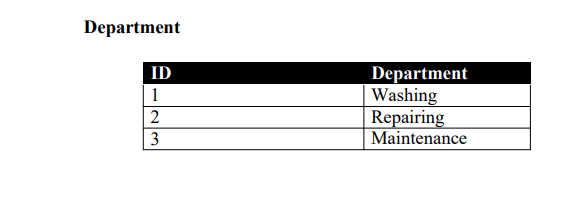 Department
ID Department
1 Washing
2 Repairing
3 Maintenance